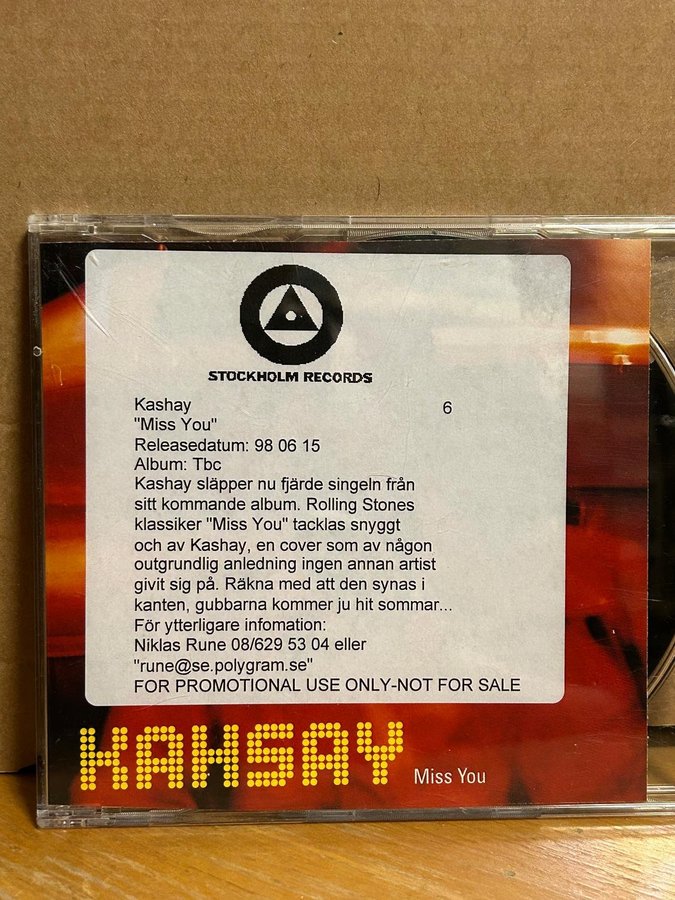 STOCKHOLM RECORDS
Kashay 6
"Miss You"
Releasedatum: 98 06 15
Album: Tbc
Kashay släpper nu fjärde singeln från
sitt kommande album. Rolling Stones
klassiker "Miss You" tacklas snyggt
och av Kashay, en cover som av någon
outgrundlig anledning ingen annan artist
givit sig på. Räkna med att den synas i
kanten, gubbarna kommer ju hit sommar...
För ytterligare infomation:
Niklas Rune 08/629 53 04 eller
"rune@se.polygram.se"
FOR PROMOTIONAL USE ONLY-NOT FOR SALE
KAHSAY Miss You